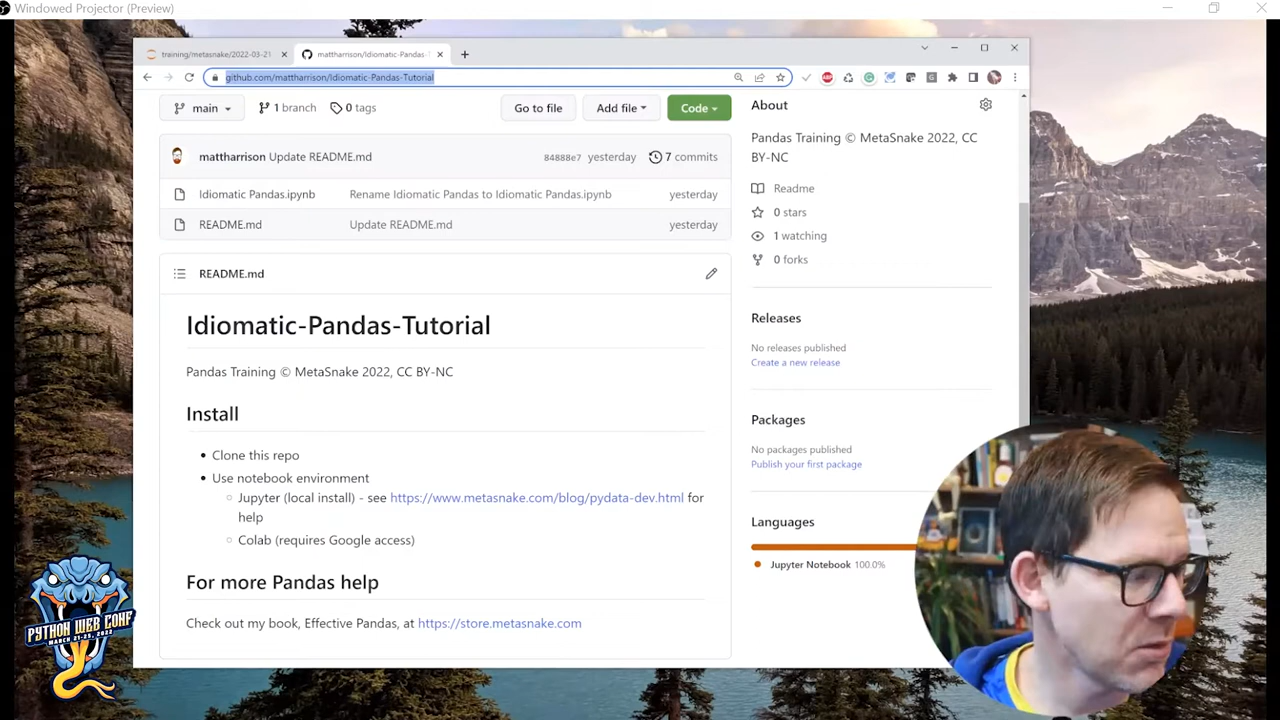 Windowed Projector (Preview)
training/metasnake/2022-03-21
mattharrison/Idiomatic-Pandas-
github.com/mattharrison/Idiomatic-Pandas-Tutorial
main
1 branch
0 tags
Go to file
Add file
Code
mattharrison Update README.md
84888e7 yesterday
7 commits
Idiomatic Pandas.ipynb
Rename Idiomatic Pandas to Idiomatic Pandas.ipynb
yesterday
README.md
Update README.md
yesterday
README.md
Idiomatic-Pandas-Tutorial
Pandas Training © MetaSnake 2022, CC BY-NC
Install
Clone this repo
Use notebook environment
Jupyter (local install) - see https://www.metasnake.com/blog/pydata-dev.html for
help
Colab (requires Google access)
For more Pandas help
Check out my book, Effective Pandas, at https://store.metasnake.com
About
Pandas Training © MetaSnake 2022, CC
BY-NC
Readme
0 stars
1 watching
0 forks
Releases
No releases published
Create a new release
Packages
No packages published
Publish your first package
Languages
Jupyter Notebook 100.0%
PYTHON WEB CONF
MARCH 21-25, 2022